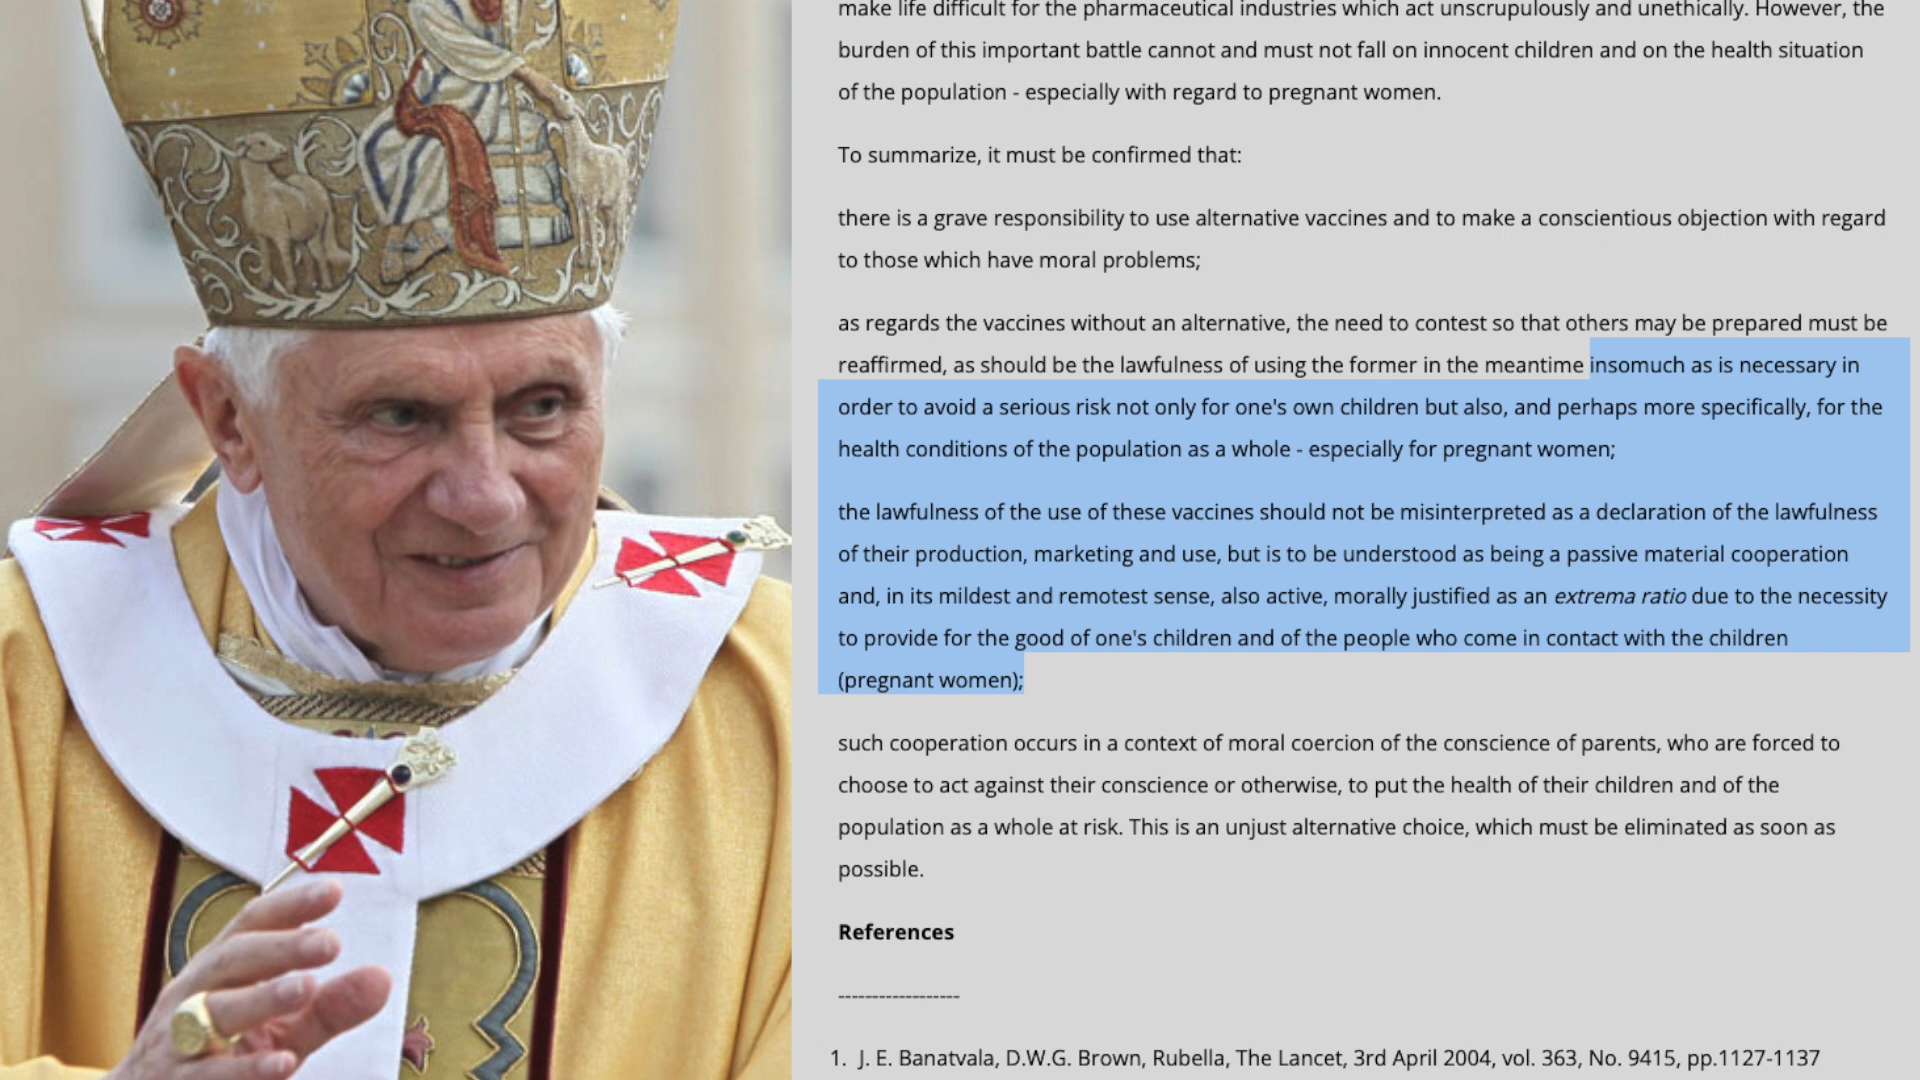 make life difficult for the pharmaceutical industries which act unscrupulously and unethically. However, the
burden of this important battle cannot and must not fall on innocent children and on the health situation
of the population - especially with regard to pregnant women.
To summarize, it must be confirmed that:
there is a grave responsibility to use alternative vaccines and to make a conscientious objection with regard
to those which have moral problems;
as regards the vaccines without an alternative, the need to contest so that others may be prepared must be
reaffirmed, as should be the lawfulness of using the former in the meantime insomuch as is necessary in
order to avoid a serious risk not only for one's own children but also, and perhaps more specifically, for the
health conditions of the population as a whole - especially for pregnant women;
the lawfulness of the use of these vaccines should not be misinterpreted as a declaration of the lawfulness
of their production, marketing and use, but is to be understood as being a passive material cooperation
and, in its mildest and remotest sense, also active, morally justified as an extrema ratio due to the necessity
to provide for the good of one's children and of the people who come in contact with the children
(pregnant women);
such cooperation occurs in a context of moral coercion of the conscience of parents, who are forced to
choose to act against their conscience or otherwise, to put the health of their children and of the
population as a whole at risk. This is an unjust alternative choice, which must be eliminated as soon as
possible.
References
------------------
1. J. E. Banatvala, D.W.G. Brown, Rubella, The Lancet, 3rd April 2004, vol. 363, No. 9415, pp.1127-1137